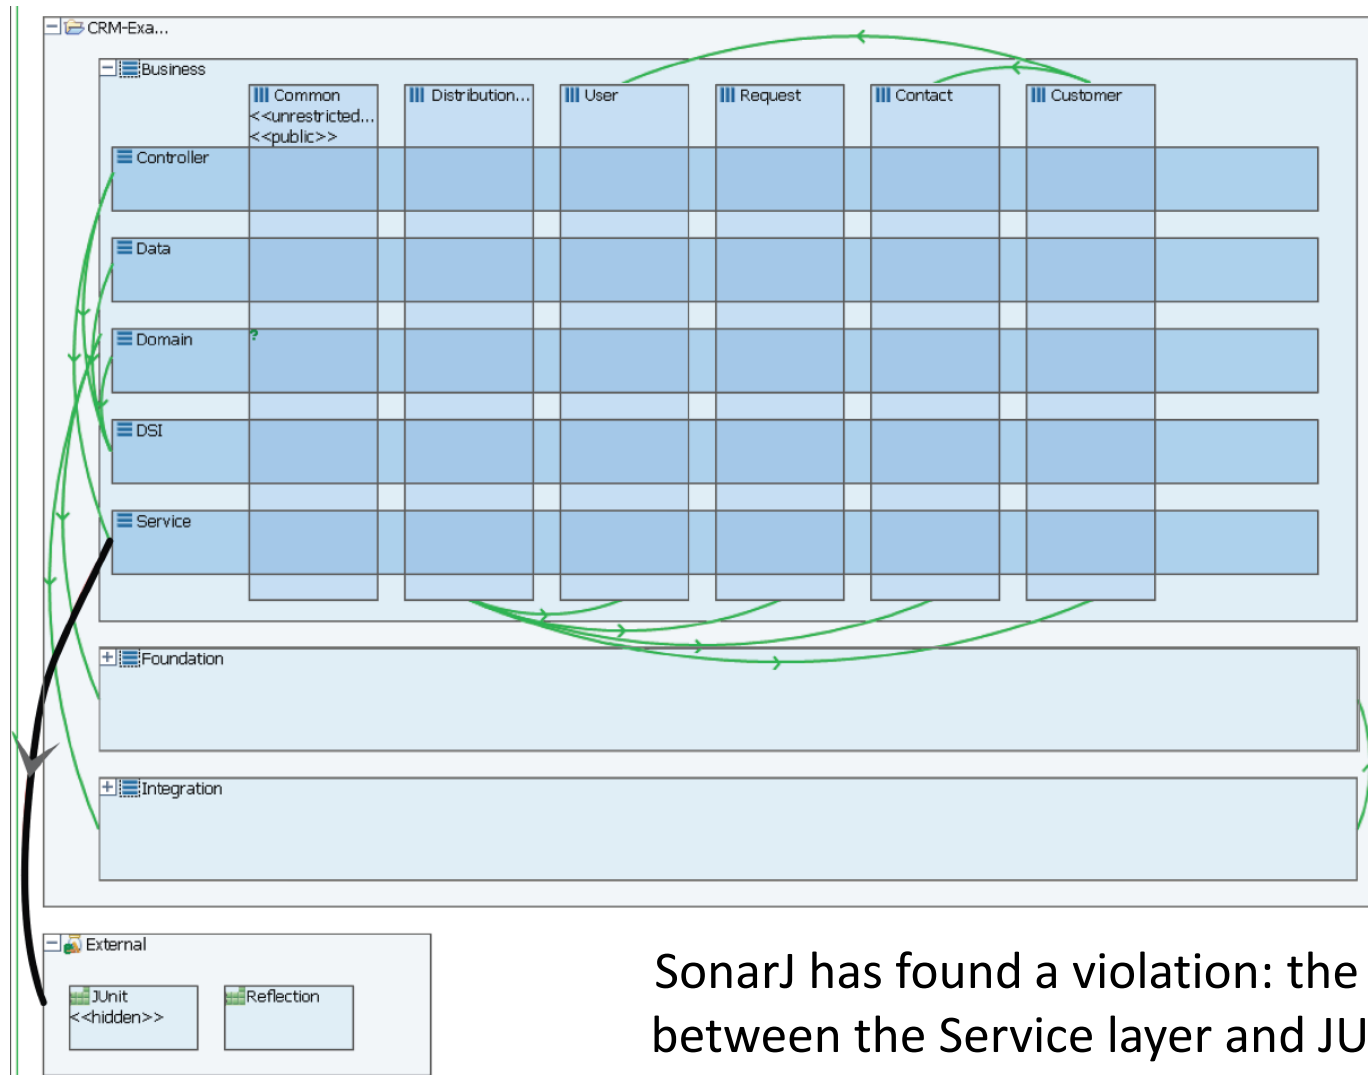 CRM-Exa...
Business
Common
<<unrestricted...
<<public>>
Distribution...
User
Request
Contact
Customer
Controller
Data
Domain
?
DSI
Service
Foundation
Integration
External
JUnit
<<hidden>>
Reflection
SonarJ has found a violation: the
between the Service layer and JU